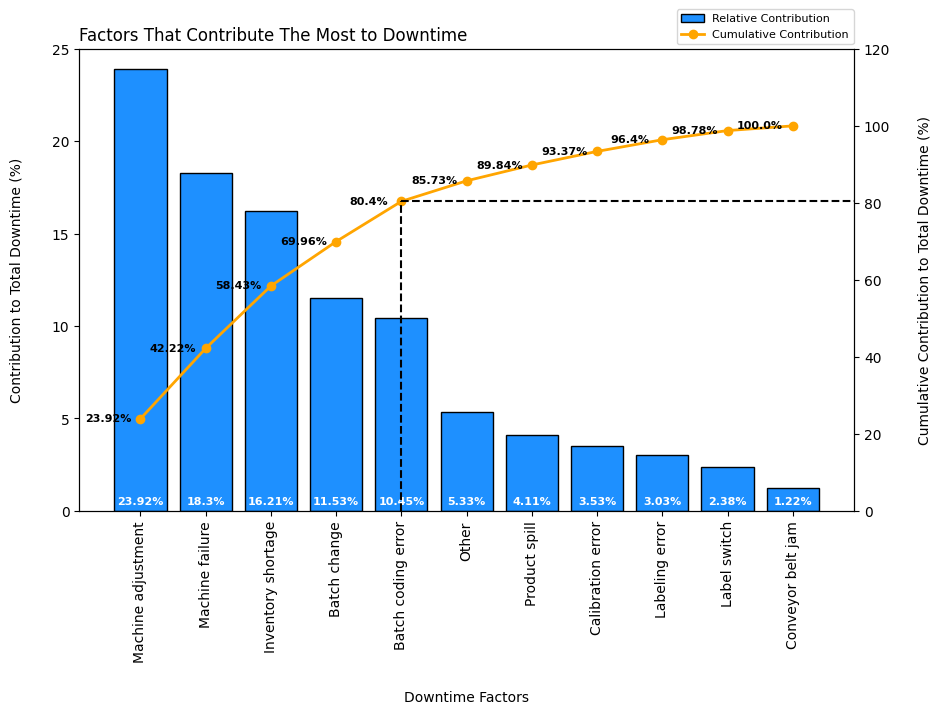 Factors That Contribute The Most to Downtime
Relative Contribution
Cumulative Contribution
Contribution to Total Downtime (%)
25
20
15
10
5
0
120
100
80
60
40
20
0
Cumulative Contribution to Total Downtime (%)
23.92%
42.22%
58.43%
69.96%
80.4%
85.73%
89.84%
93.37%
96.4%
98.78%
100.0%
23.92%
18.3%
16.21%
11.53%
10.45%
5.33%
4.11%
3.53%
3.03%
2.38%
1.22%
Machine adjustment
Machine failure
Inventory shortage
Batch change
Batch coding error
Other
Product spill
Calibration error
Labeling error
Label switch
Conveyor belt jam
Downtime Factors